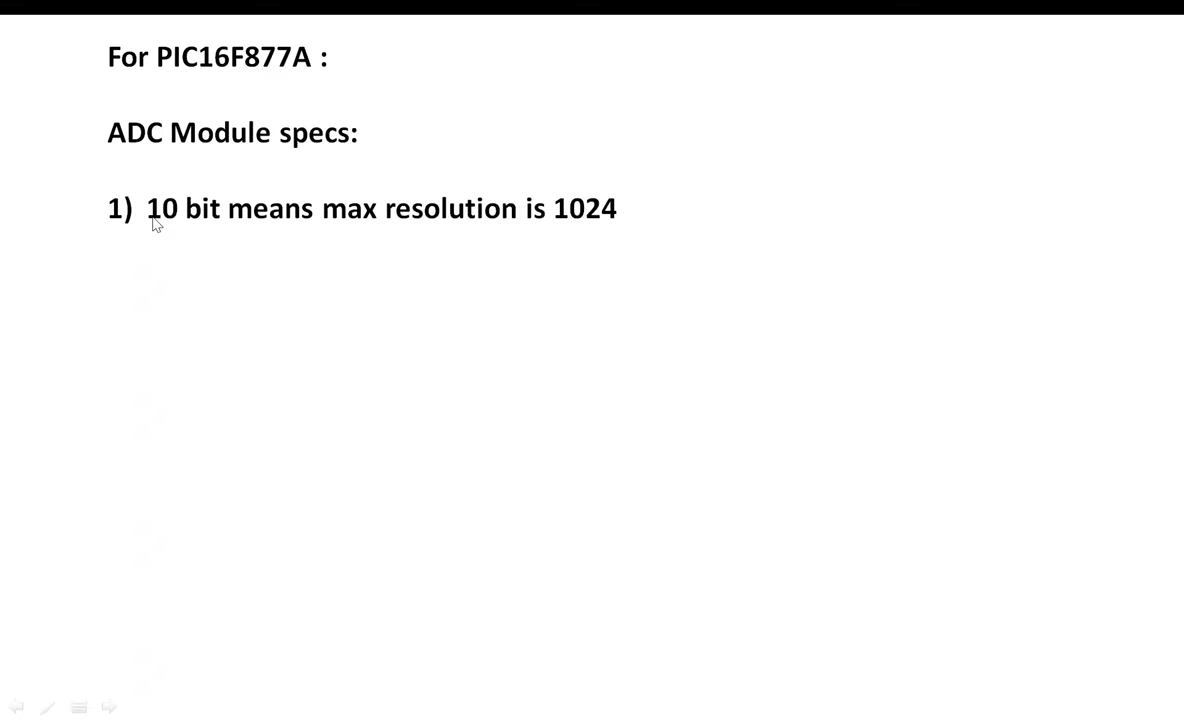 For PIC16F877A :
ADC Module specs:
1) 10 bit means max resolution is 1024